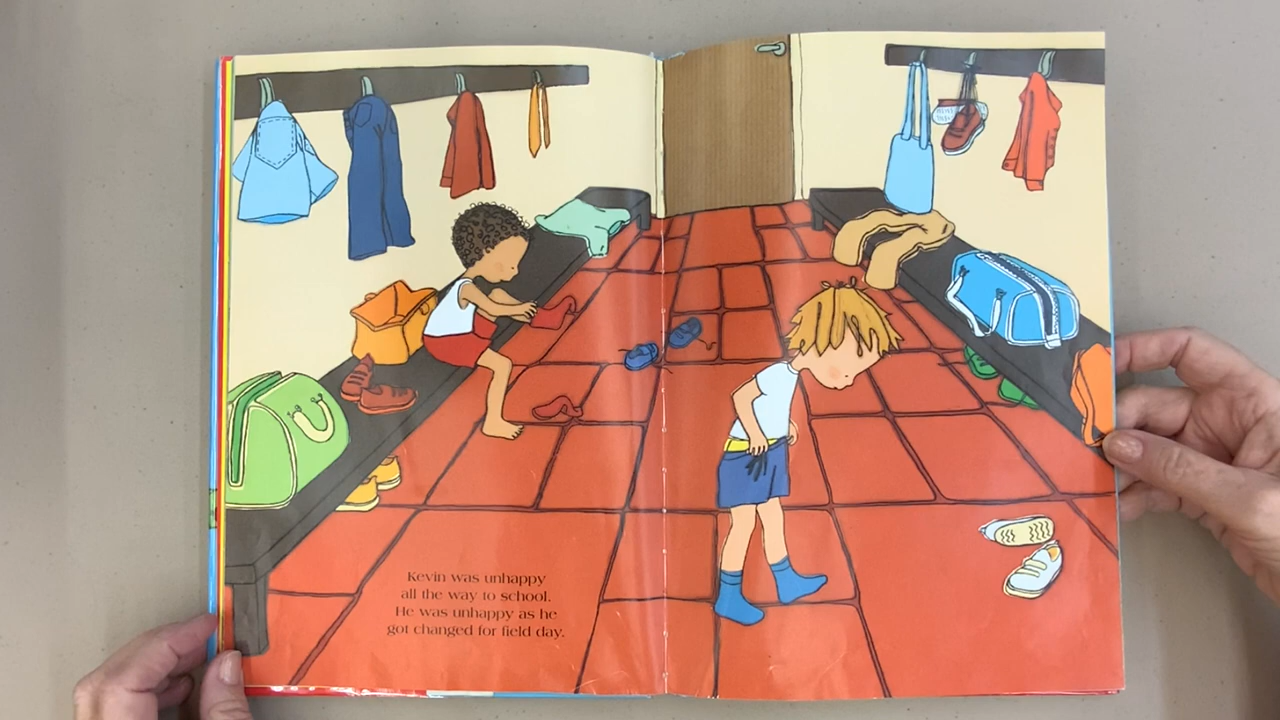 Kevin was unhappy
all the way to school.
He was unhappy as he
got changed for field day.